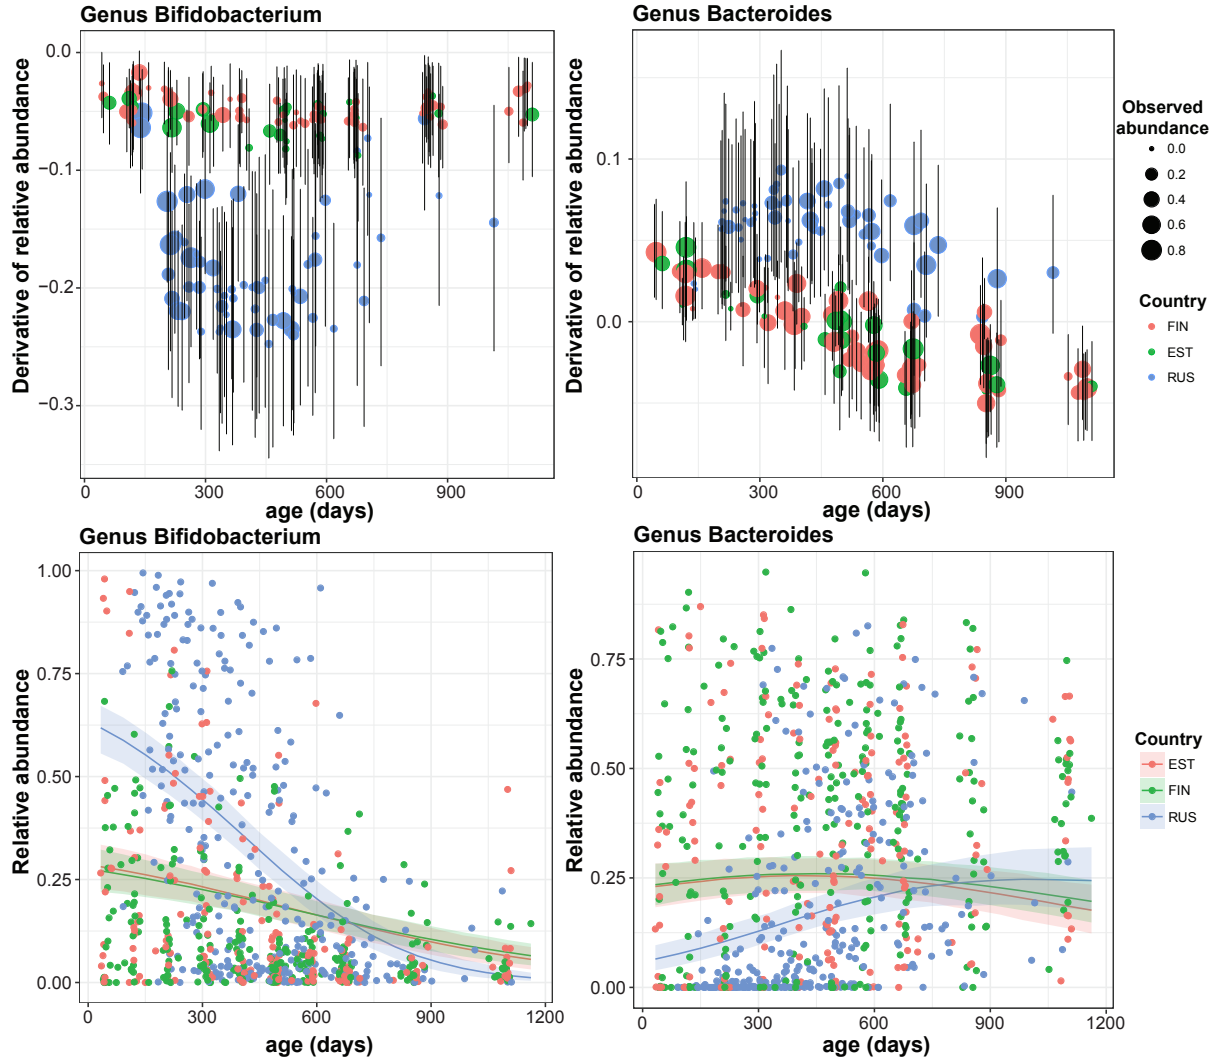 Genus Bifidobacterium
Derivative of relative abundance
0.0
−0.1
−0.2
−0.3
0
300
600
900
age (days)
Genus Bacteroides
Derivative of relative abundance
0.1
0.0
0
300
600
900
age (days)
Observed
abundance
0.0
0.2
0.4
0.6
0.8
Country
FIN
EST
RUS
Genus Bifidobacterium
Relative abundance
1.00
0.75
0.50
0.25
0.00
0
300
600
900
1200
age (days)
Genus Bacteroides
Relative abundance
0.75
0.50
0.25
0.00
0
300
600
900
1200
age (days)
Country
EST
FIN
RUS